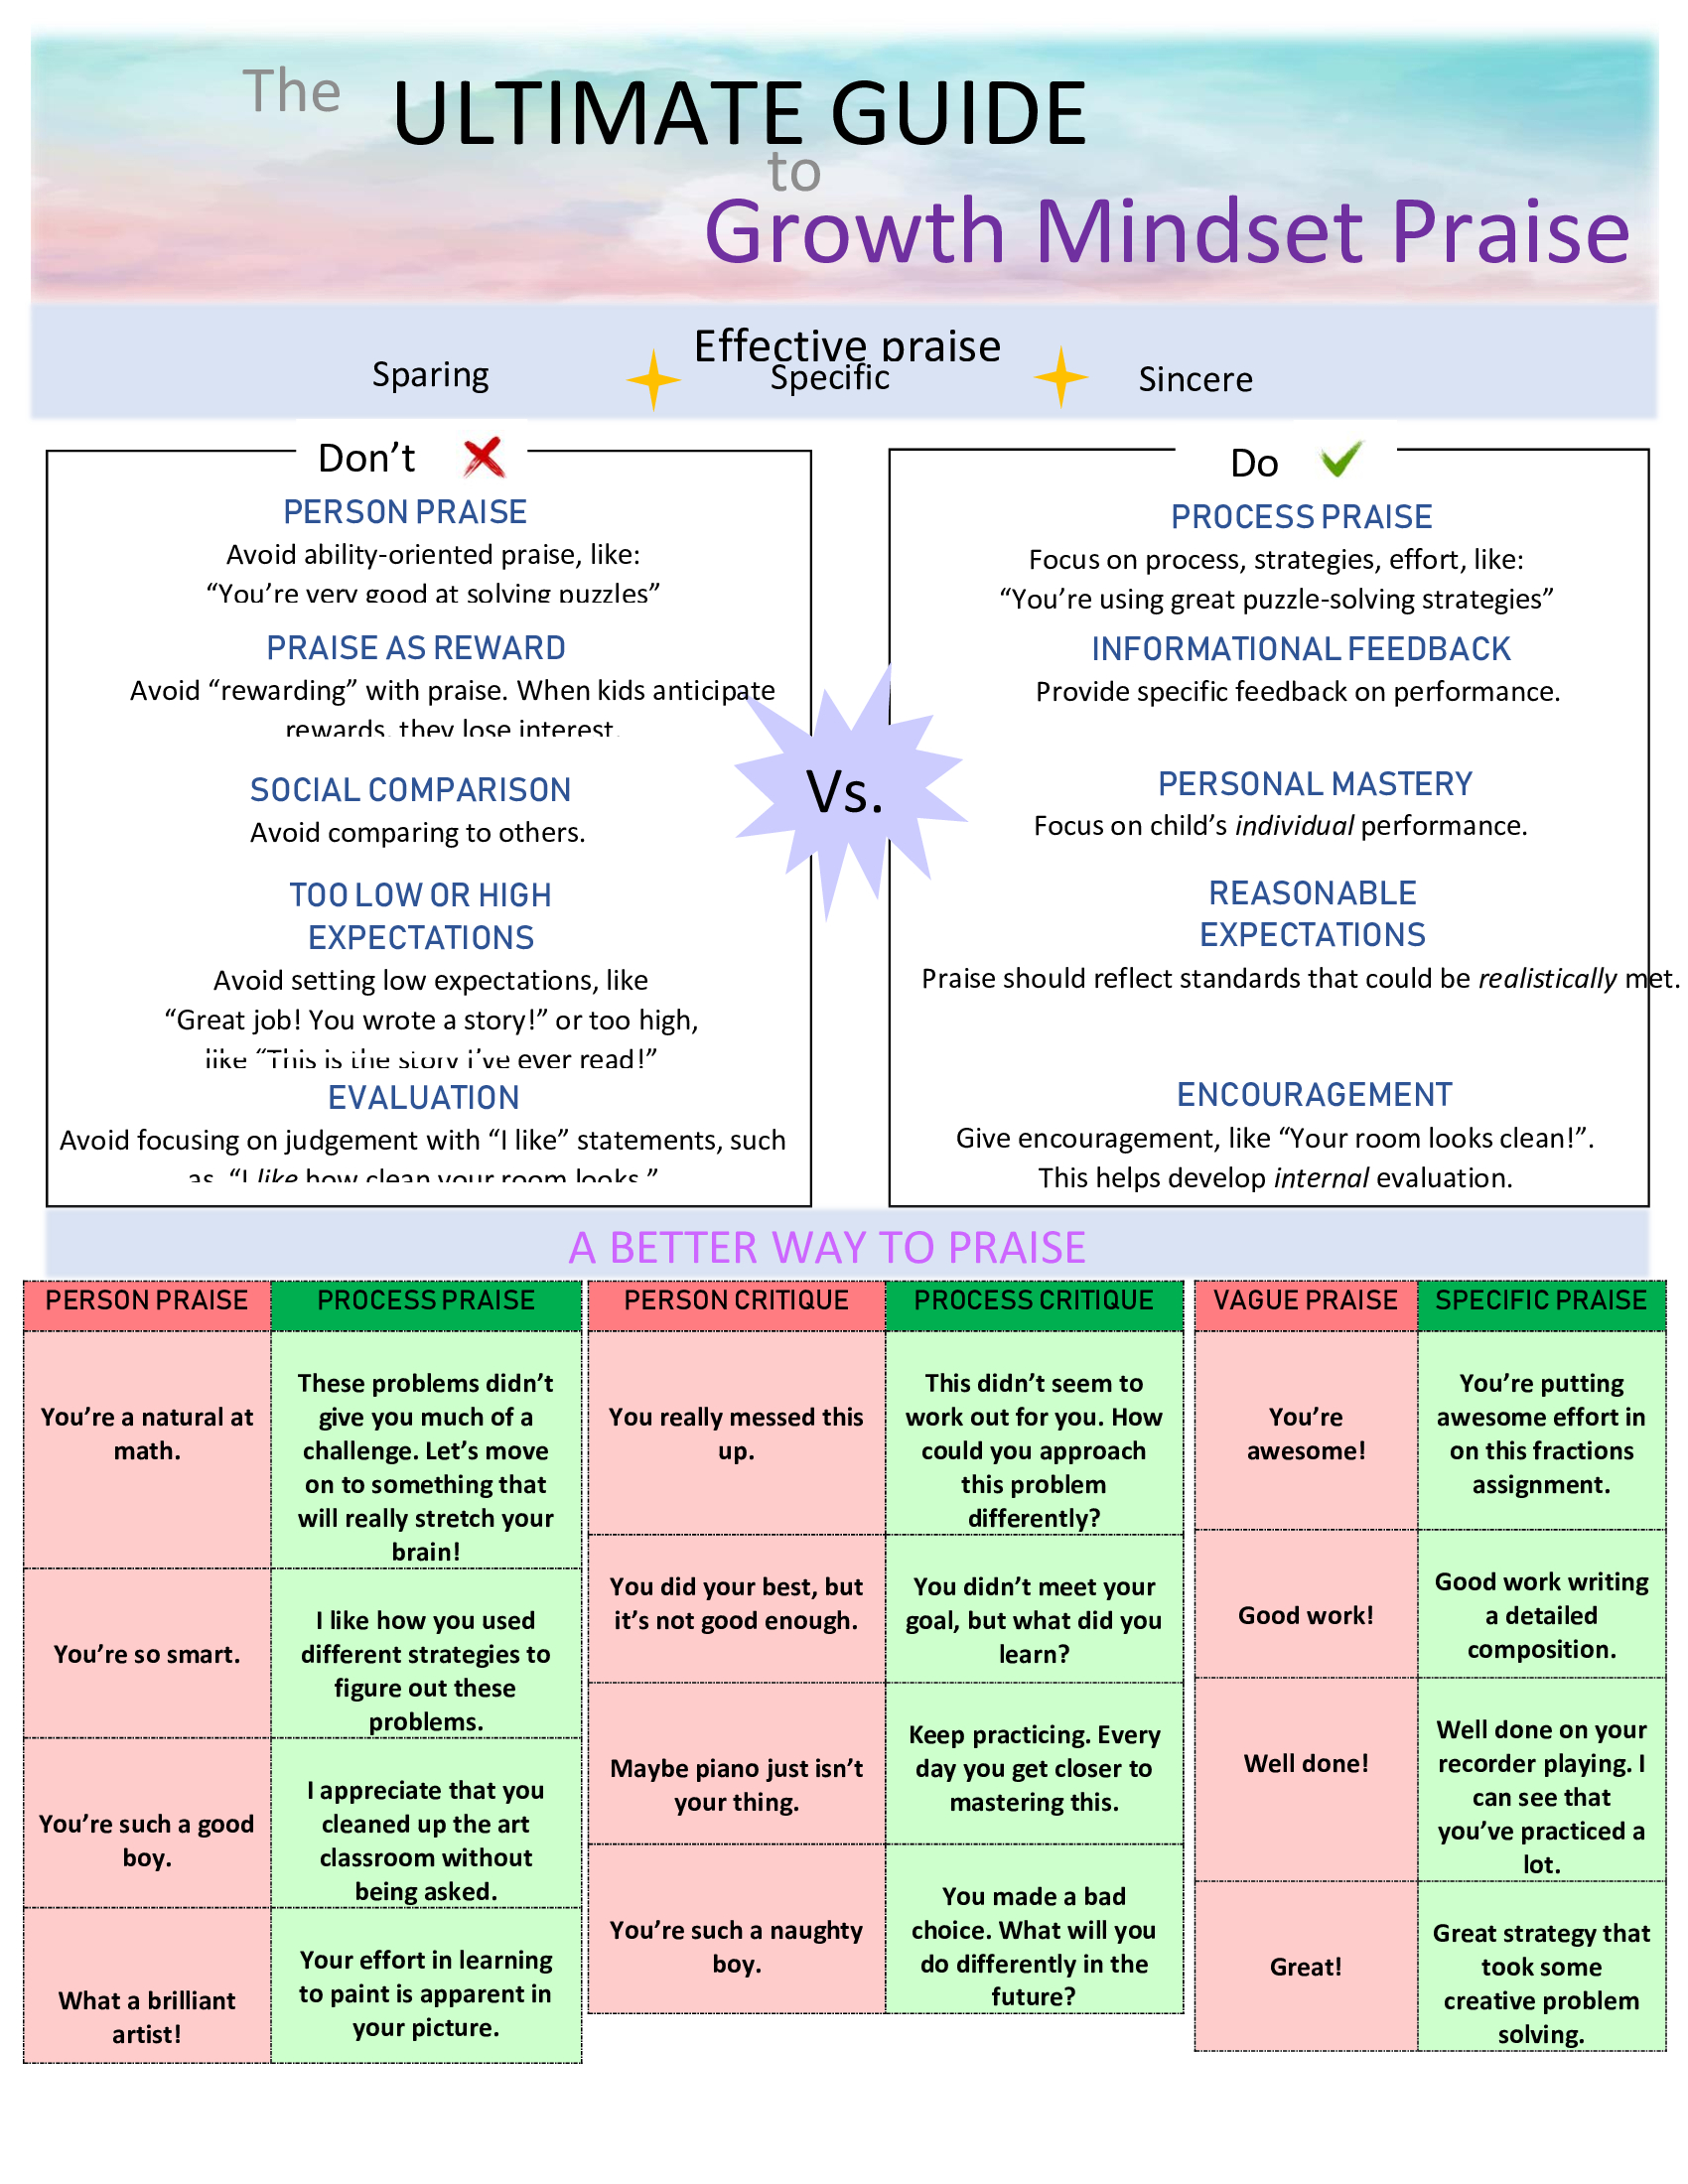 The
ULTIMATE GUIDE
to
Growth Mindset Praise
Effective praise
Sparing
Specific
Sincere
Don’t
PERSON PRAISE
Avoid ability-oriented praise, like:
“You’re very good at solving puzzles”
PRAISE AS REWARD
Avoid “rewarding” with praise. When kids anticipate
rewards, they lose interest.
SOCIAL COMPARISON
Avoid comparing to others.
TOO LOW OR HIGH
EXPECTATIONS
Avoid setting low expectations, like
“Great job! You wrote a story!” or too high,
like “This is the story I’ve ever read!”
EVALUATION
Avoid focusing on judgement with “I like” statements, such
as, “I like how clean your room looks.”
Vs.
Do
PROCESS PRAISE
Focus on process, strategies, effort, like:
“You’re using great puzzle-solving strategies”
INFORMATIONAL FEEDBACK
Provide specific feedback on performance.
PERSONAL MASTERY
Focus on child’s individual performance.
REASONABLE
EXPECTATIONS
Praise should reflect standards that could be realistically met.
ENCOURAGEMENT
Give encouragement, like “Your room looks clean!”.
This helps develop internal evaluation.
A BETTER WAY TO PRAISE
PERSON PRAISE
PROCESS PRAISE
You’re a natural at
math.
These problems didn’t
give you much of a
challenge. Let’s move
on to something that
will really stretch your
brain!
You’re so smart.
I like how you used
different strategies to
figure out these
problems.
You’re such a good
boy.
I appreciate that you
cleaned up the art
classroom without
being asked.
What a brilliant
artist!
Your effort in learning
to paint is apparent in
your picture.
PERSON CRITIQUE
PROCESS CRITIQUE
You really messed this
up.
This didn’t seem to
work out for you. How
could you approach
this problem
differently?
You did your best, but
it’s not good enough.
You didn’t meet your
goal, but what did you
learn?
Maybe piano just isn’t
your thing.
Keep practicing. Every
day you get closer to
mastering this.
You’re such a naughty
boy.
You made a bad
choice. What will you
do differently in the
future?
VAGUE PRAISE
SPECIFIC PRAISE
You’re
awesome!
You’re putting
awesome effort in
on this fractions
assignment.
Good work!
Good work writing
a detailed
composition.
Well done!
Well done on your
recorder playing. I
can see that
you’ve practiced a
lot.
Great!
Great strategy that
took some
creative problem
solving.